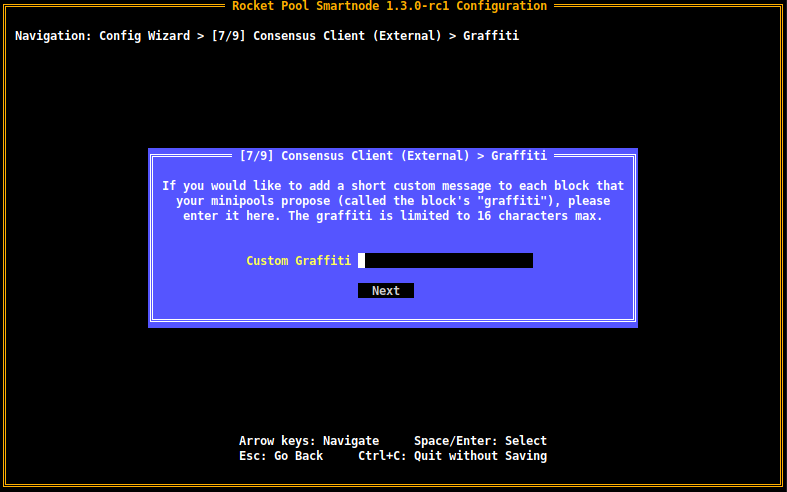 Rocket Pool Smartnode 1.3.0-rc1 Configuration
Navigation: Config Wizard > [7/9] Consensus Client (External) > Graffiti
[7/9] Consensus Client (External) > Graffiti
If you would like to add a short custom message to each block that
your minipools propose (called the block's "graffiti"), please
enter it here. The graffiti is limited to 16 characters max.
Custom Graffiti
Next
Arrow keys: Navigate     Space/Enter: Select
Esc: Go Back     Ctrl+C: Quit without Saving